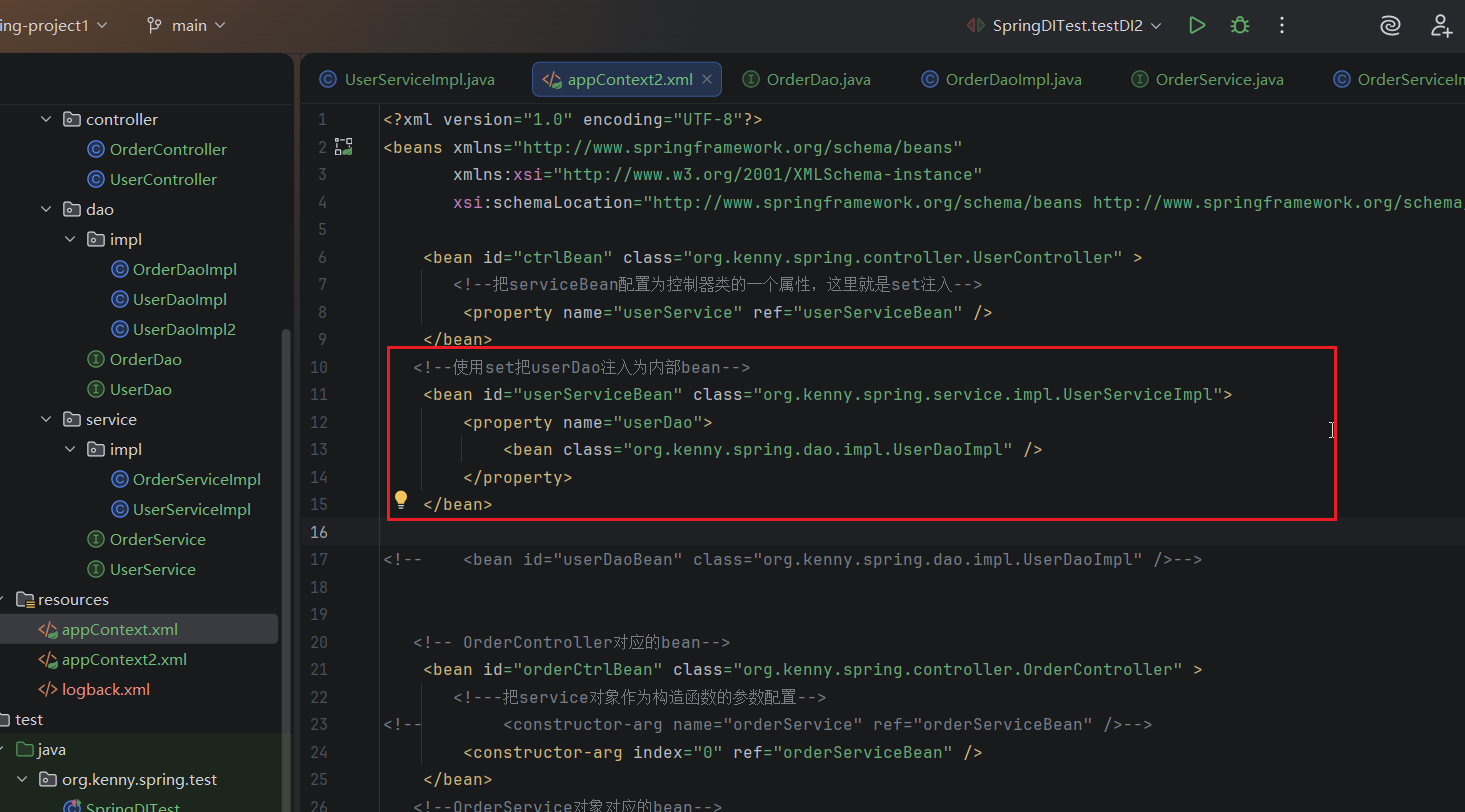 ing-project1
main
SpringDITest.testDI2
UserServiceImpl.java
appContext2.xml
OrderDao.java
OrderDaoImpl.java
OrderService.java
OrderServiceIm
controller
OrderController
UserController
dao
impl
OrderDaoImpl
UserDaoImpl
UserDaoImpl2
OrderDao
UserDao
service
impl
OrderServiceImpl
UserServiceImpl
OrderService
UserService
resources
appContext.xml
appContext2.xml
logback.xml
test
java
org.kenny.spring.test
SpringDITest
1 <?xml version="1.0" encoding="UTF-8"?>
2 <beans xmlns="http://www.springframework.org/schema/beans"
3 xmlns:xsi="http://www.w3.org/2001/XMLSchema-instance"
4 xsi:schemaLocation="http://www.springframework.org/schema/beans http://www.springframework.org/schema/
5
6 <bean id="ctrlBean" class="org.kenny.spring.controller.UserController" >
7 <!--把serviceBean配置为控制器类的一个属性，这里就是set注入-->
8 <property name="userService" ref="userServiceBean" />
9 </bean>
10 <!--使用set把userDao注入为内部bean-->
11 <bean id="userServiceBean" class="org.kenny.spring.service.impl.UserServiceImpl">
12 <property name="userDao">
13 <bean class="org.kenny.spring.dao.impl.UserDaoImpl" />
14 </property>
15 </bean>
16
17 <!-- <bean id="userDaoBean" class="org.kenny.spring.dao.impl.UserDaoImpl" />-->
18
19
20 <!-- OrderController对应的bean-->
21 <bean id="orderCtrlBean" class="org.kenny.spring.controller.OrderController" >
22 <!---把service对象作为构造函数的参数配置-->
23 <!-- <constructor-arg name="orderService" ref="orderServiceBean" />-->
24 <constructor-arg index="0" ref="orderServiceBean" />
25 </bean>
26 <!--OrderService对象对应的bean-->